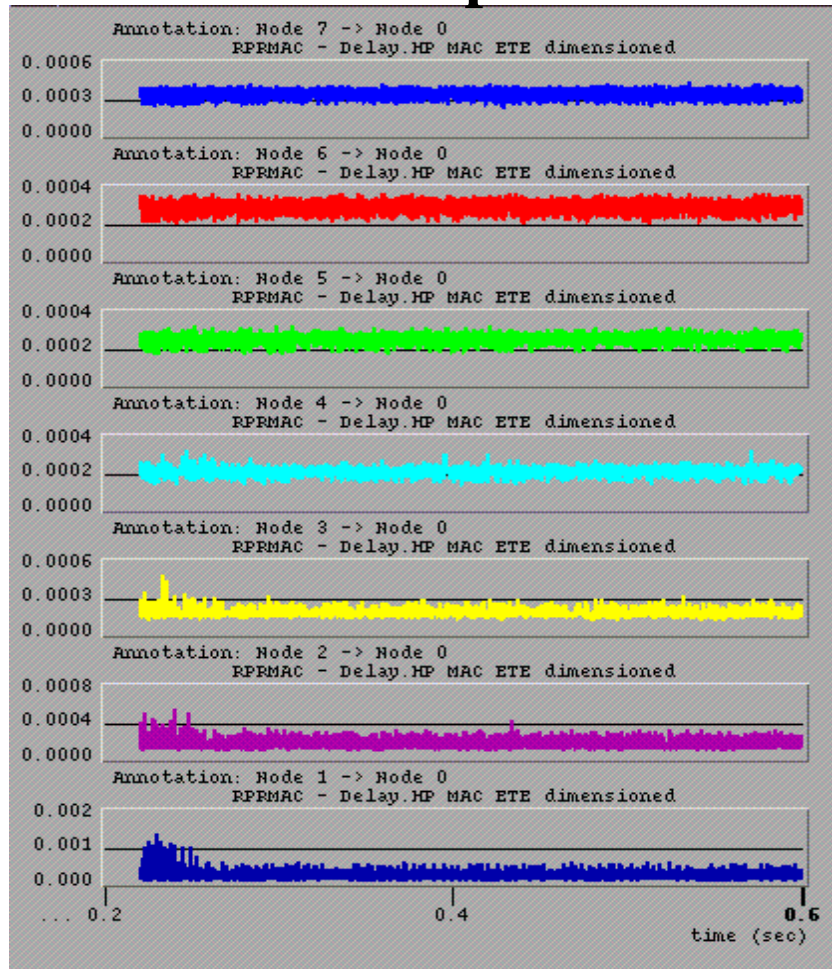 Annotation: Node 7 -> Node 0
RPRMAC - Delay.HP MAC ETE dimensioned
0.0006
0.0003
0.0000
Annotation: Node 6 -> Node 0
RPRMAC - Delay.HP MAC ETE dimensioned
0.0004
0.0002
0.0000
Annotation: Node 5 -> Node 0
RPRMAC - Delay.HP MAC ETE dimensioned
0.0004
0.0002
0.0000
Annotation: Node 4 -> Node 0
RPRMAC - Delay.HP MAC ETE dimensioned
0.0004
0.0002
0.0000
Annotation: Node 3 -> Node 0
RPRMAC - Delay.HP MAC ETE dimensioned
0.0006
0.0003
0.0000
Annotation: Node 2 -> Node 0
RPRMAC - Delay.HP MAC ETE dimensioned
0.0008
0.0004
0.0000
Annotation: Node 1 -> Node 0
RPRMAC - Delay.HP MAC ETE dimensioned
0.002
0.001
0.000
... 0.2 0.4 0.6
time (sec)